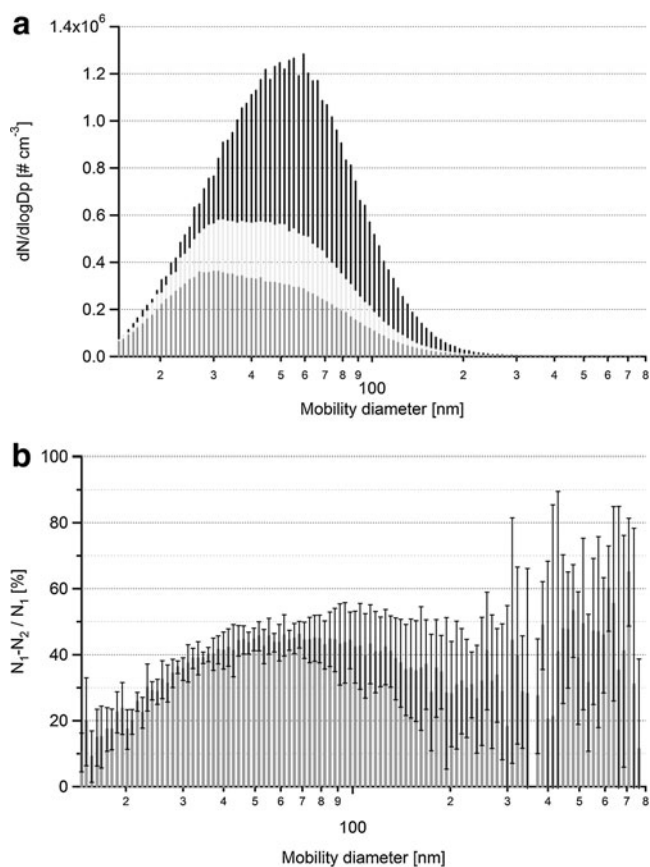 a
1.4x10⁶
1.2
1.0
0.8
0.6
0.4
0.2
0.0
dN/dlogDp [# cm⁻³]
2 3 4 5 6 7 8 9 2 3 4 5 6 7 8
100
Mobility diameter [nm]
b
100
80
60
40
20
0
N₁-N₂ / N₁ [%]
2 3 4 5 6 7 8 9 2 3 4 5 6 7 8
100
Mobility diameter [nm]